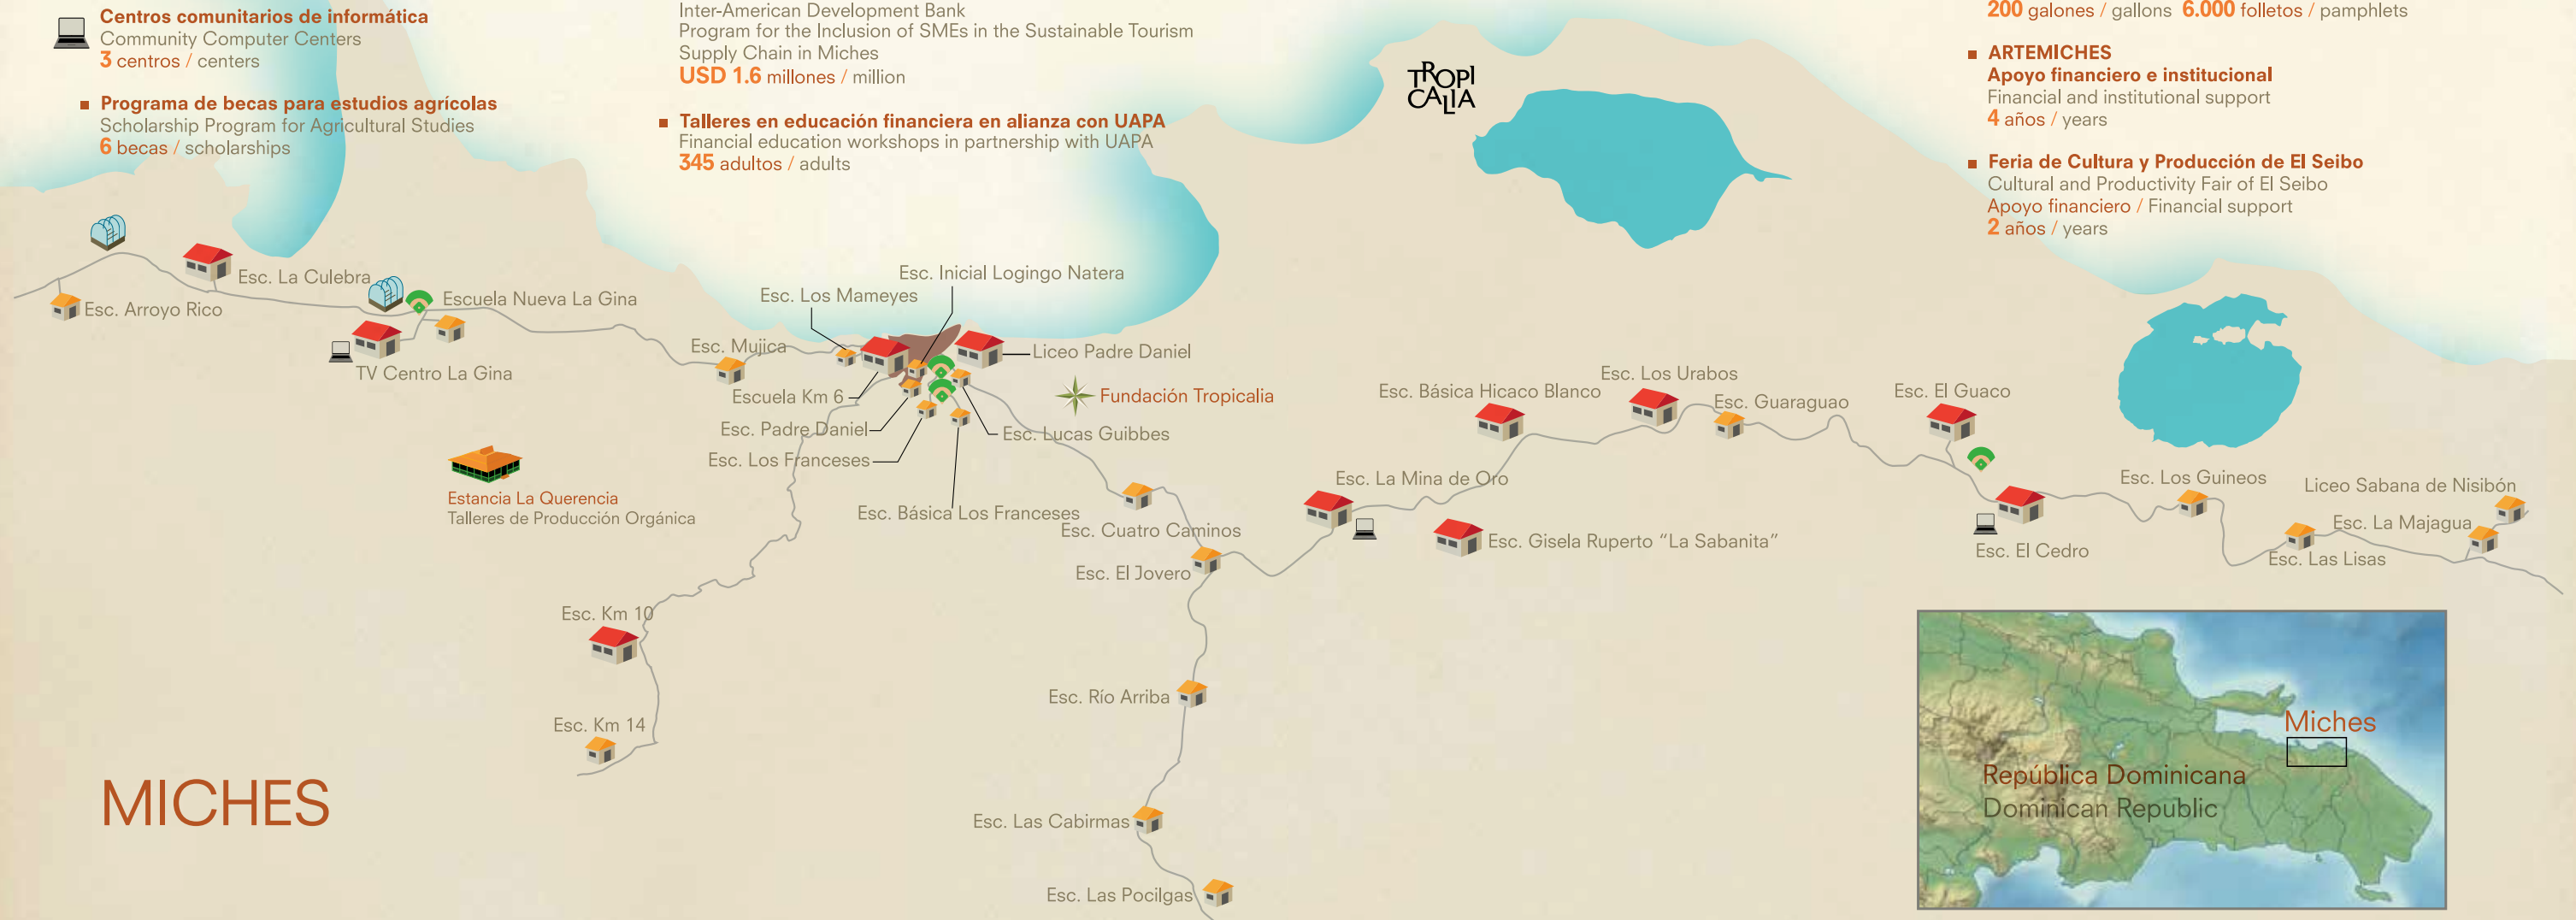 Centros comunitarios de informática
Community Computer Centers
3 centros / centers
Programa de becas para estudios agrícolas
Scholarship Program for Agricultural Studies
6 becas / scholarships
Inter-American Development Bank
Program for the Inclusion of SMEs in the Sustainable Tourism
Supply Chain in Miches
USD 1.6 millones / million
Talleres en educación financiera en alianza con UAPA
Financial education workshops in partnership with UAPA
345 adultos / adults
TROPI
CALIA
200 galones / gallons 6.000 folletos / pamphlets
ARTEMICHES
Apoyo financiero e institucional
Financial and institutional support
4 años / years
Feria de Cultura y Producción de El Seibo
Cultural and Productivity Fair of El Seibo
Apoyo financiero / Financial support
2 años / years
Esc. La Culebra
Esc. Arroyo Rico
Escuela Nueva La Gina
TV Centro La Gina
Esc. Inicial Logingo Natera
Esc. Los Mameyes
Esc. Mujica
Liceo Padre Daniel
Escuela Km 6
Fundación Tropicalia
Esc. Padre Daniel
Esc. Lucas Guibbes
Esc. Los Franceses
Esc. Básica Los Franceses
Estancia La Querencia
Talleres de Producción Orgánica
Esc. Cuatro Caminos
Esc. El Jovero
Esc. La Mina de Oro
Esc. Básica Hicaco Blanco
Esc. Los Urabos
Esc. Guaraguao
Esc. El Guaco
Esc. Gisela Ruperto “La Sabanita”
Esc. El Cedro
Esc. Los Guineos
Liceo Sabana de Nisibón
Esc. La Majagua
Esc. Las Lisas
Esc. Km 10
Esc. Km 14
Esc. Río Arriba
Esc. Las Cabirmas
Esc. Las Pocilgas
MICHES
Miches
República Dominicana
Dominican Republic